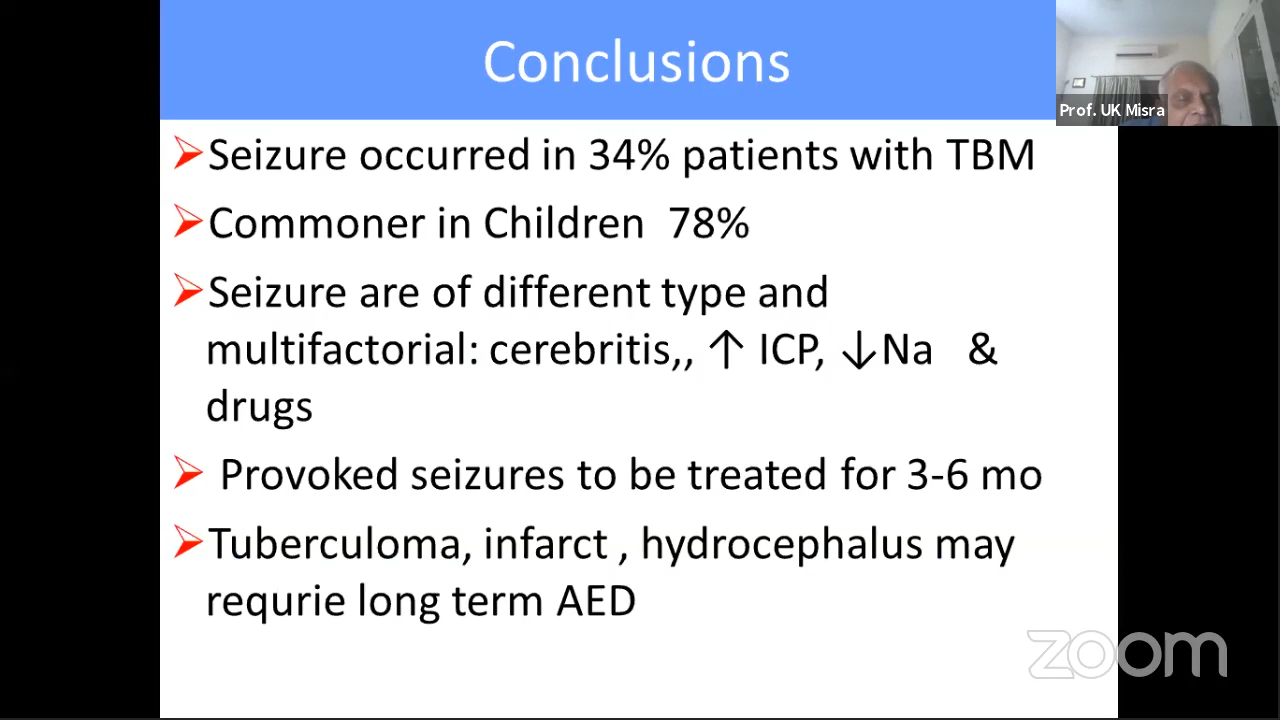 Conclusions
Prof. UK Misra
Seizure occurred in 34% patients with TBM
Commoner in Children 78%
Seizure are of different type and
multifactorial: cerebritis,, ↑ ICP, ↓Na &
drugs
Provoked seizures to be treated for 3-6 mo
Tuberculoma, infarct , hydrocephalus may
requrie long term AED
zoom